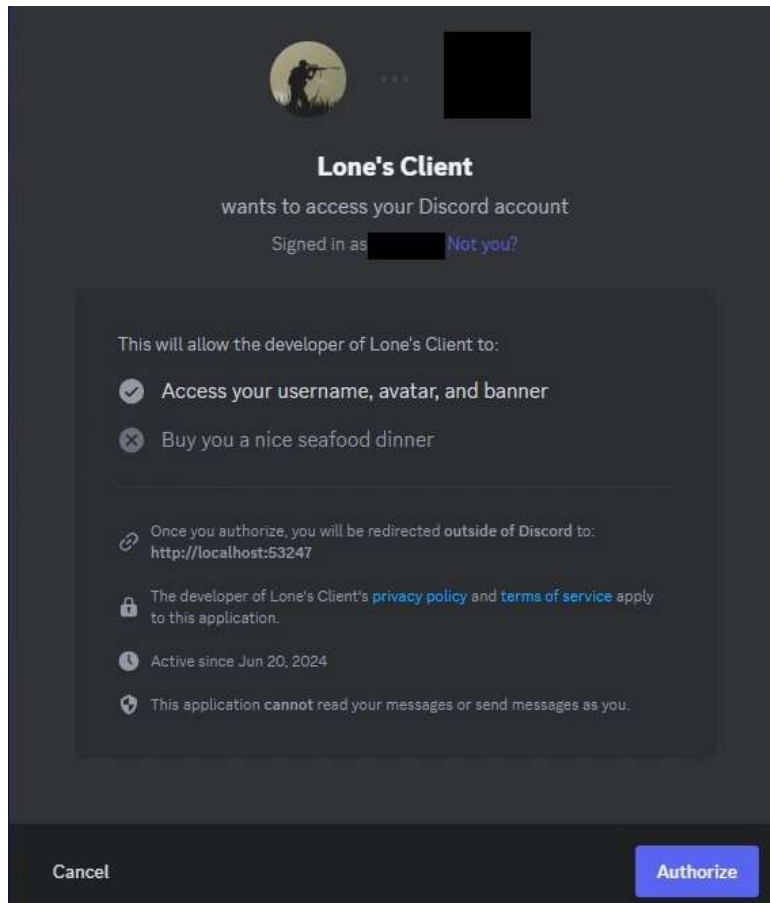 Lone's Client
wants to access your Discord account
Signed in as Not you?
This will allow the developer of Lone's Client to:
Access your username, avatar, and banner
Buy you a nice seafood dinner
Once you authorize, you will be redirected outside of Discord to:
http://localhost:53247
The developer of Lone's Client's privacy policy and terms of service apply
to this application.
Active since Jun 20, 2024
This application cannot read your messages or send messages as you.
Cancel
Authorize